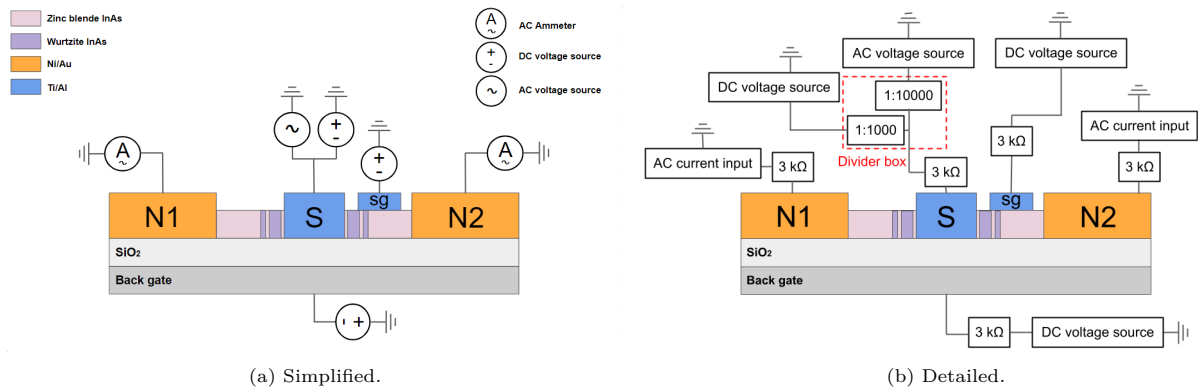 Zinc blende InAs
Wurtzite InAs
Ni/Au
Ti/Al
A
~
AC Ammeter
+
-
DC voltage source
~
AC voltage source
A
~
~
+
-
+
-
A
~
N1
S
sg
N2
SiO₂
Back gate
- +
(a) Simplified.
AC voltage source
DC voltage source
DC voltage source
1:10000
1:1000
Divider box
AC current input
3 kΩ
3 kΩ
3 kΩ
AC current input
3 kΩ
N1
S
sg
N2
SiO₂
Back gate
3 kΩ
DC voltage source
(b) Detailed.